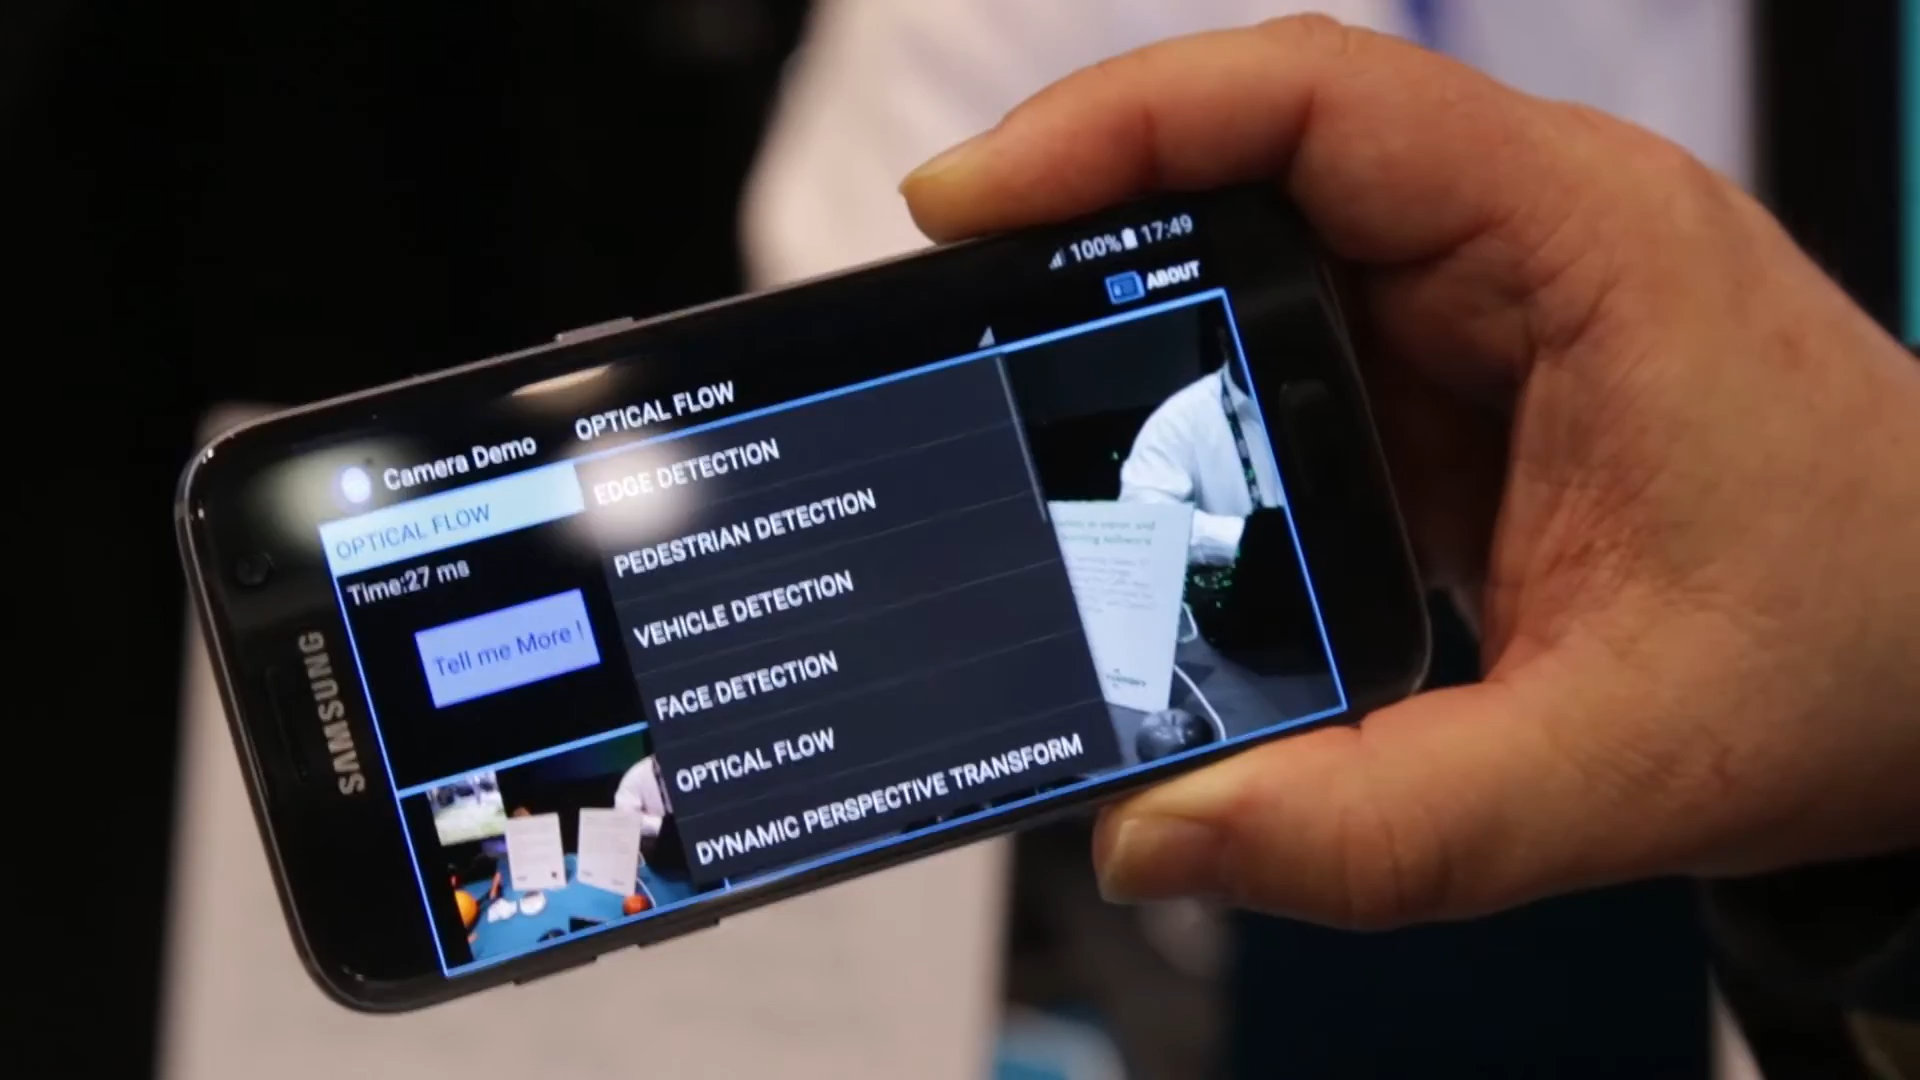 100% 17:49
ABOUT
Camera Demo
OPTICAL FLOW
OPTICAL FLOW
Time:27 ms
Tell me More !
EDGE DETECTION
PEDESTRIAN DETECTION
VEHICLE DETECTION
FACE DETECTION
OPTICAL FLOW
DYNAMIC PERSPECTIVE TRANSFORM
SAMSUNG